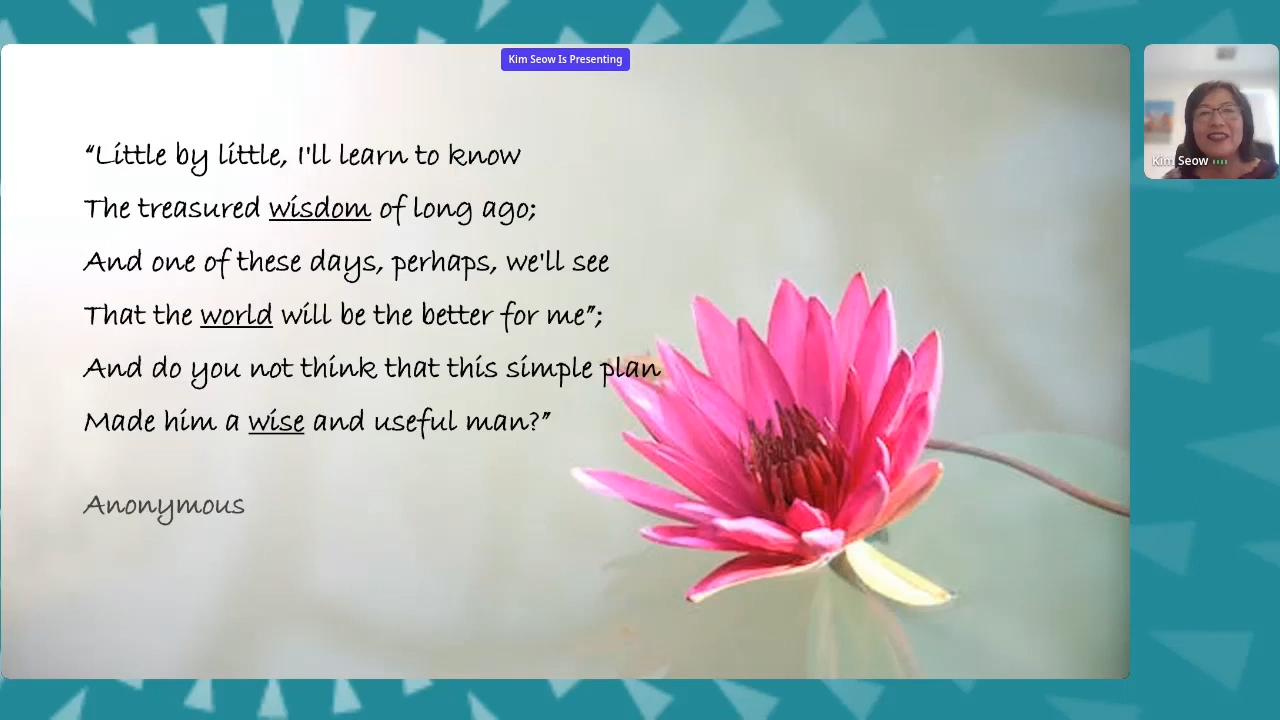 Kim Seow Is Presenting
“Little by little, I'll learn to know
The treasured wisdom of long ago;
And one of these days, perhaps, we'll see
That the world will be the better for me”;
And do you not think that this simple plan
Made him a wise and useful man?”
Anonymous
Kim Seow